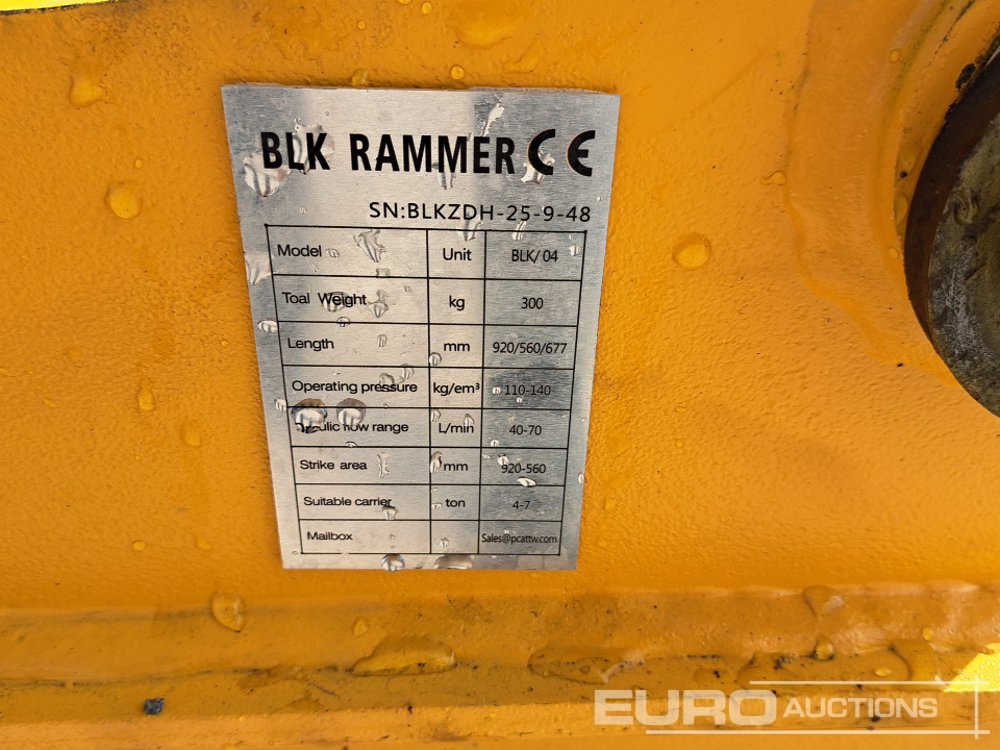 BLK RAMMER CE
SN:BLKZDH-25-9-48
Model Unit BLK/04
Toal Weight kg 300
Length mm 920/560/677
Operating pressure kg/em³ 110-140
flow range L/min 40-70
Strike area mm 920-560
Suitable carrier ton 4-7
Mailbox Sales@pcattw.com
EURO AUCTIONS